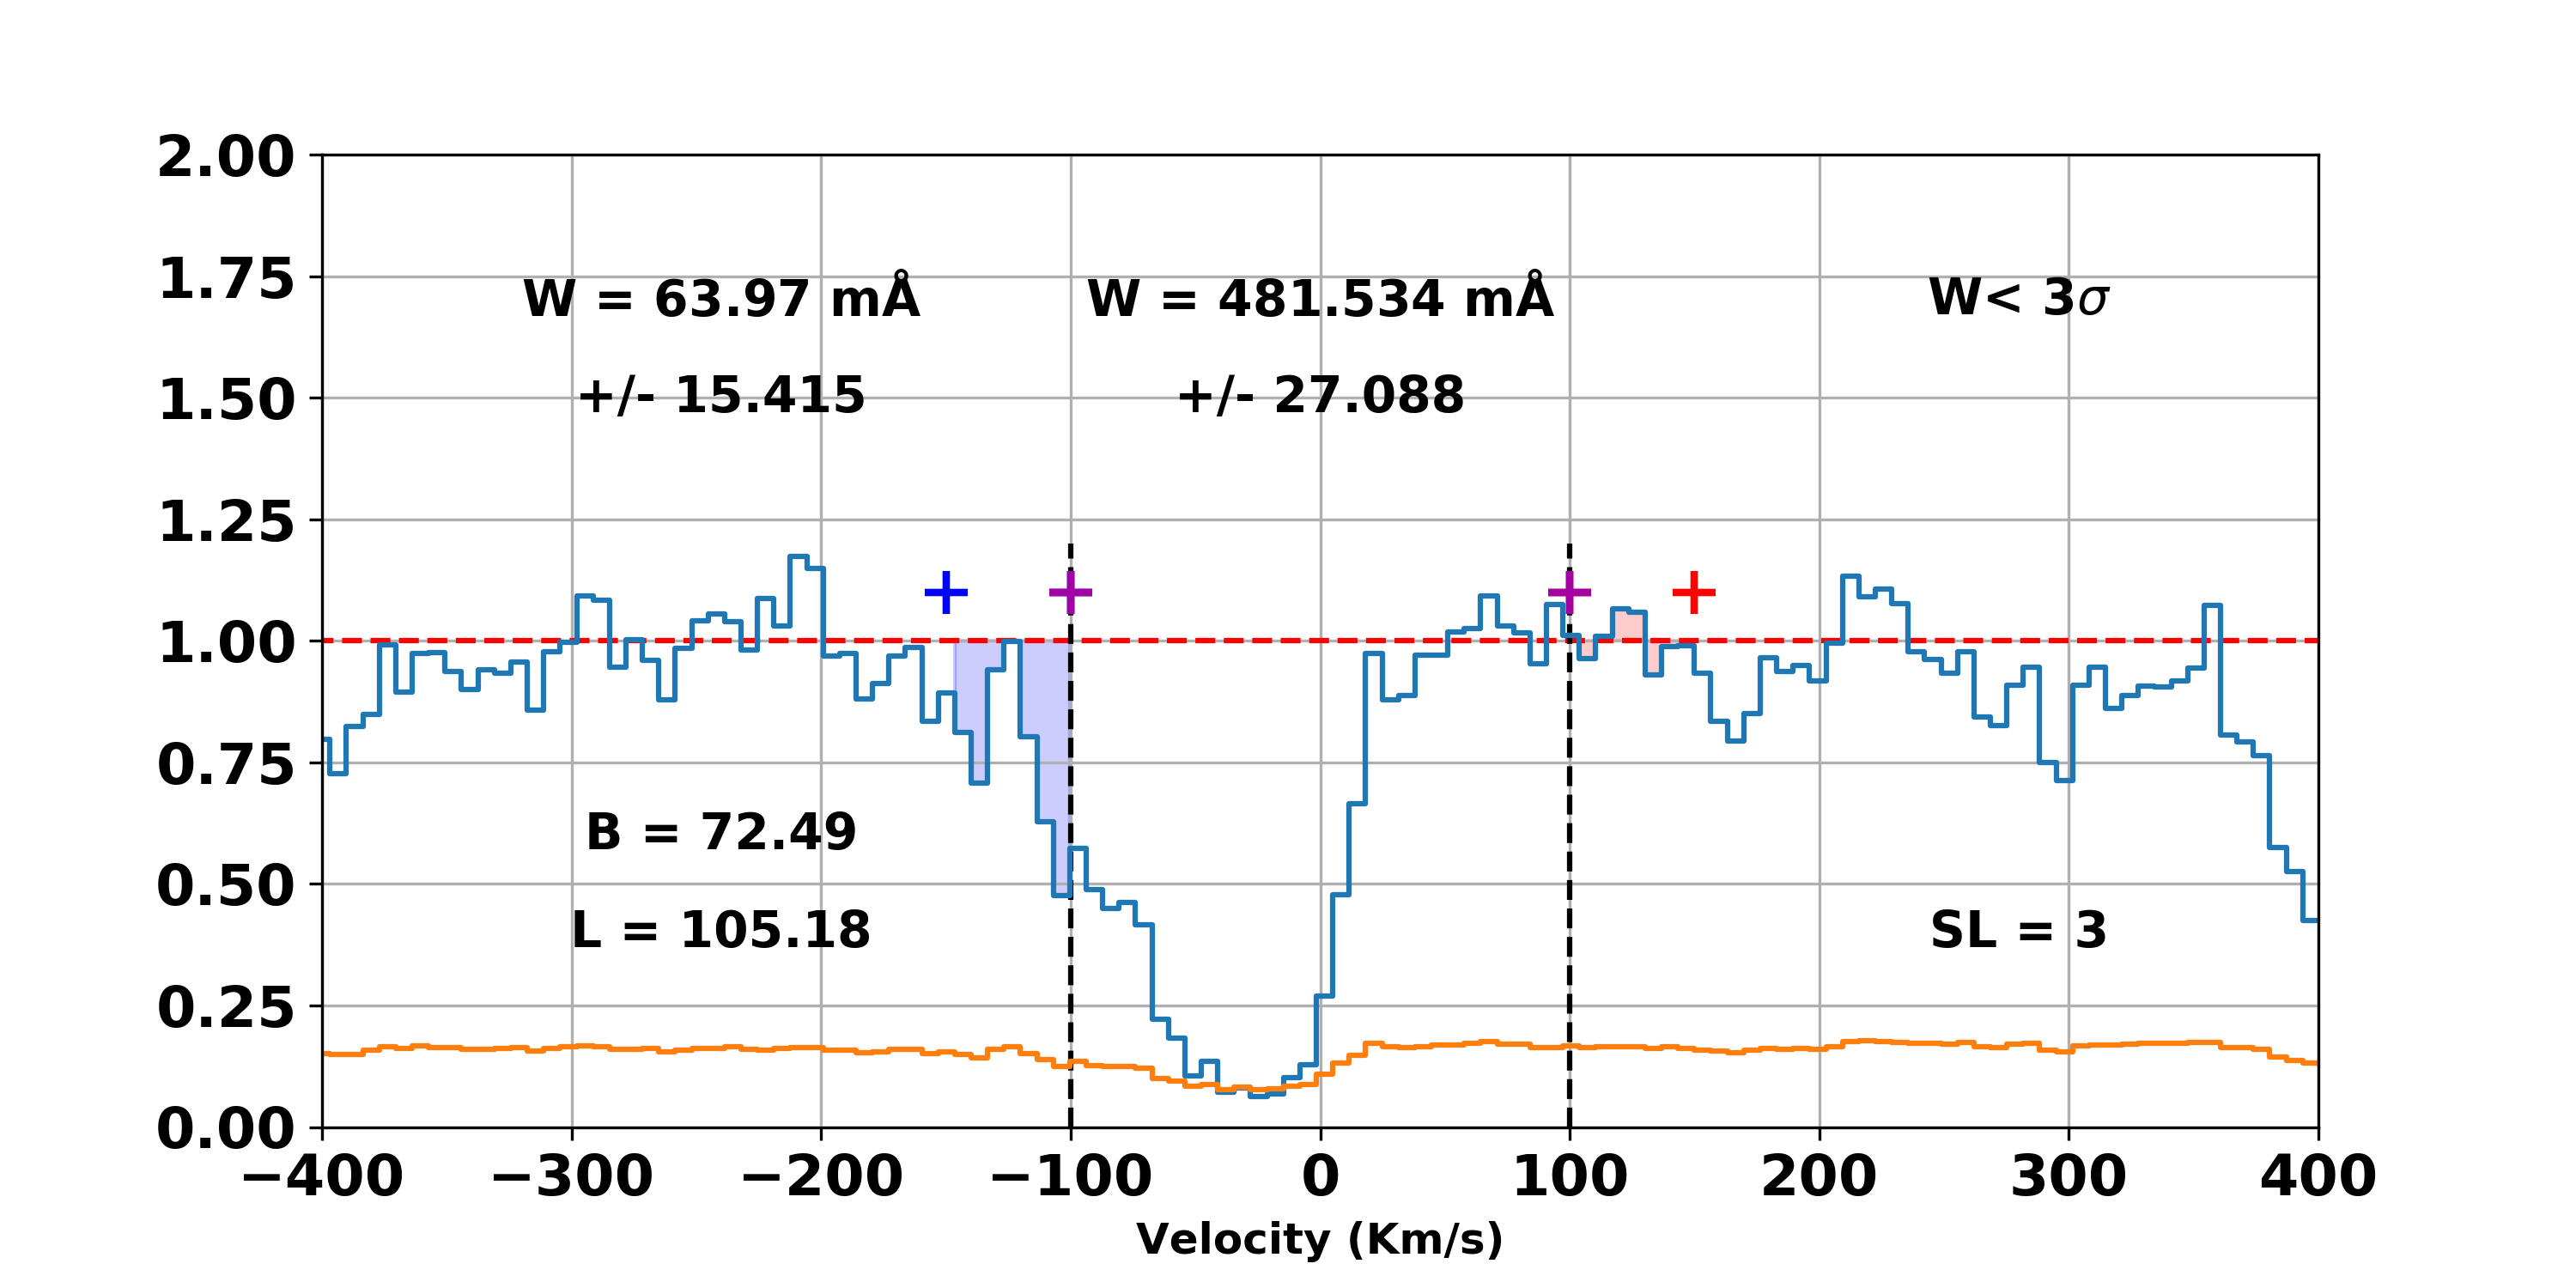 2.00
1.75
1.50
1.25
1.00
0.75
0.50
0.25
0.00
W = 63.97 mÅ
+/- 15.415
W = 481.534 mÅ
+/- 27.088
W< 3σ
B = 72.49
L = 105.18
SL = 3
−400 −300 −200 −100 0 100 200 300 400
Velocity (Km/s)